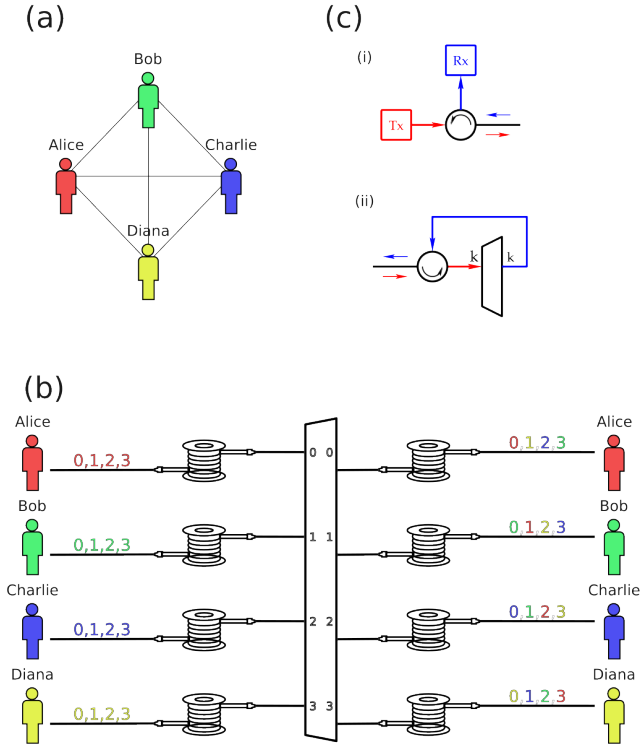 (a)
Bob
Alice
Charlie
Diana
(c)
(i)
Rx
Tx
(ii)
k
k
(b)
Alice
0,1,2,3
0 0
0,1,2,3
Alice
Bob
0,1,2,3
1 1
0,1,2,3
Bob
Charlie
0,1,2,3
2 2
0,1,2,3
Charlie
Diana
0,1,2,3
3 3
0,1,2,3
Diana